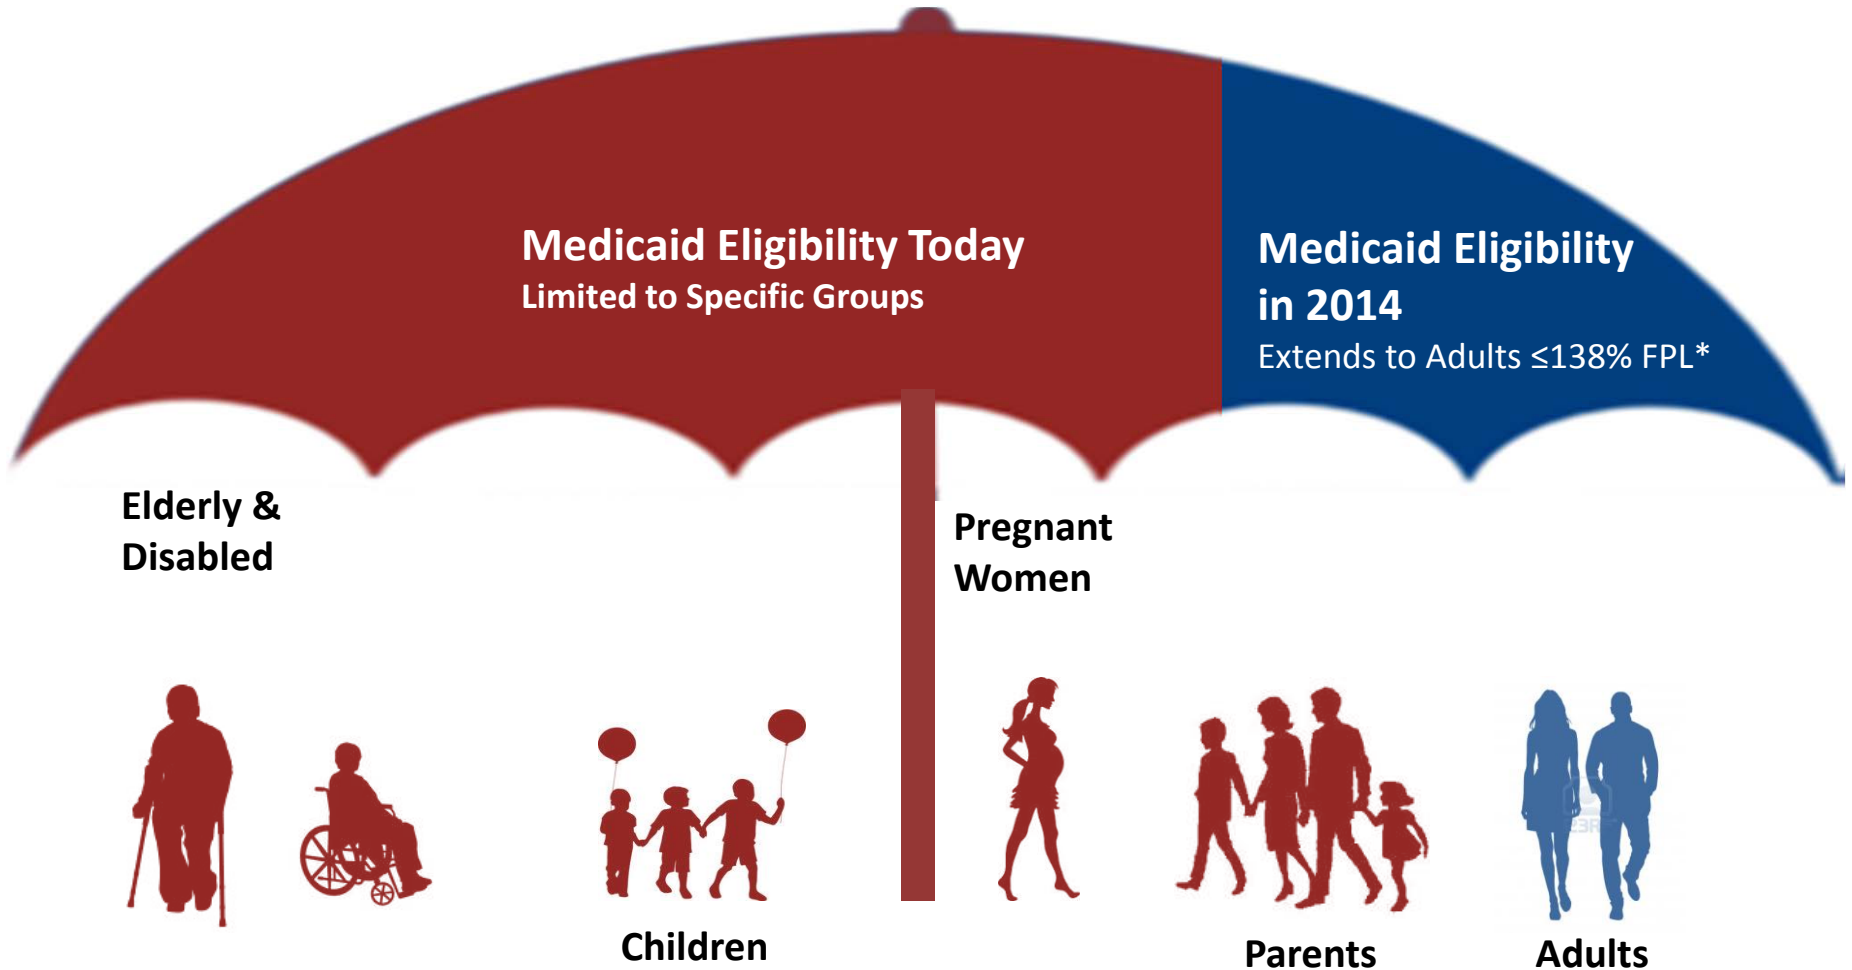 Medicaid Eligibility Today
Limited to Specific Groups
Medicaid Eligibility
in 2014
Extends to Adults ≤138% FPL*
Elderly &
Disabled
Pregnant
Women
Children
Parents
Adults